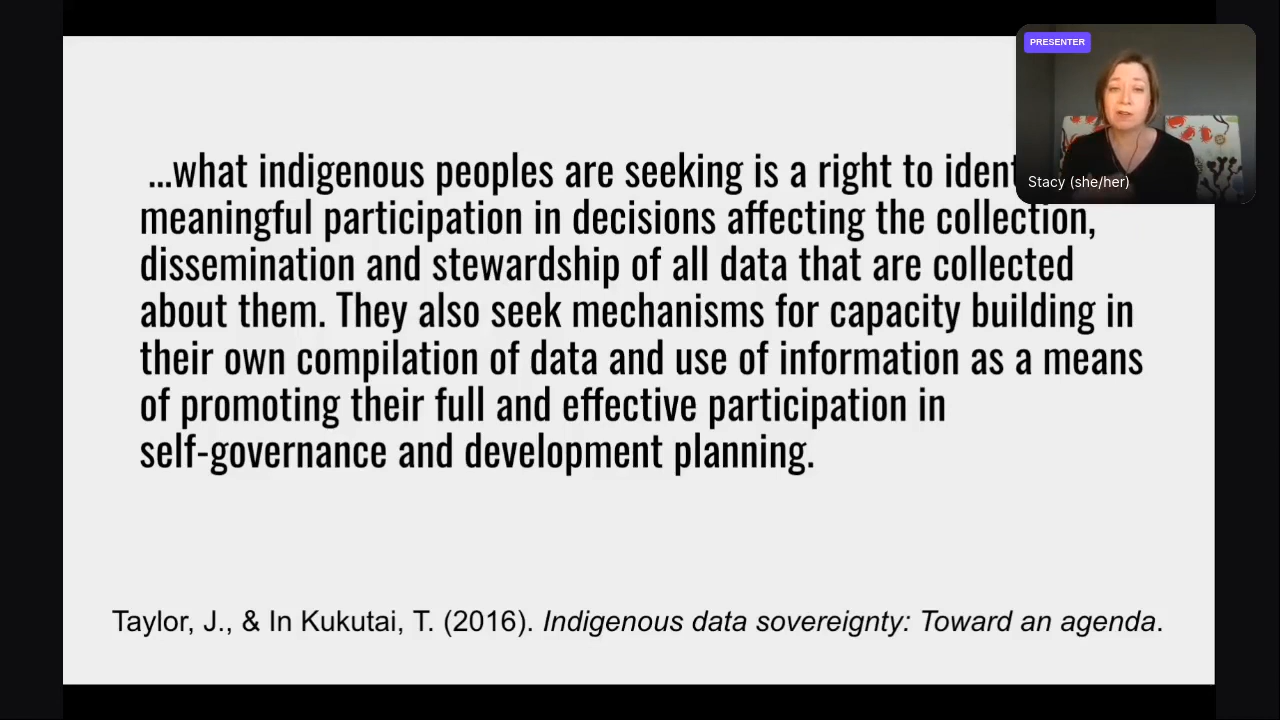 PRESENTER
Stacy (she/her)
...what indigenous peoples are seeking is a right to
meaningful participation in decisions affecting the collection,
dissemination and stewardship of all data that are collected
about them. They also seek mechanisms for capacity building in
their own compilation of data and use of information as a means
of promoting their full and effective participation in
self-governance and development planning.
Taylor, J., & In Kukutai, T. (2016). Indigenous data sovereignty: Toward an agenda.